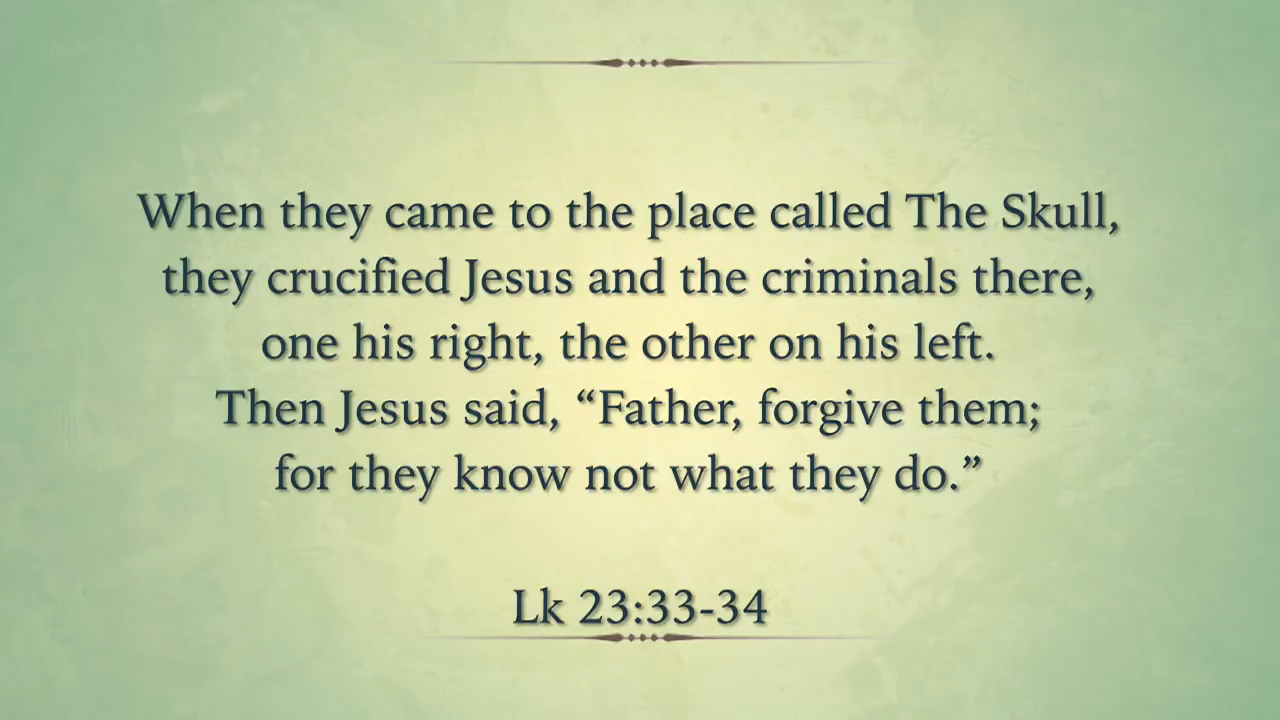 When they came to the place called The Skull,
they crucified Jesus and the criminals there,
one his right, the other on his left.
Then Jesus said, “Father, forgive them;
for they know not what they do.”
Lk 23:33-34